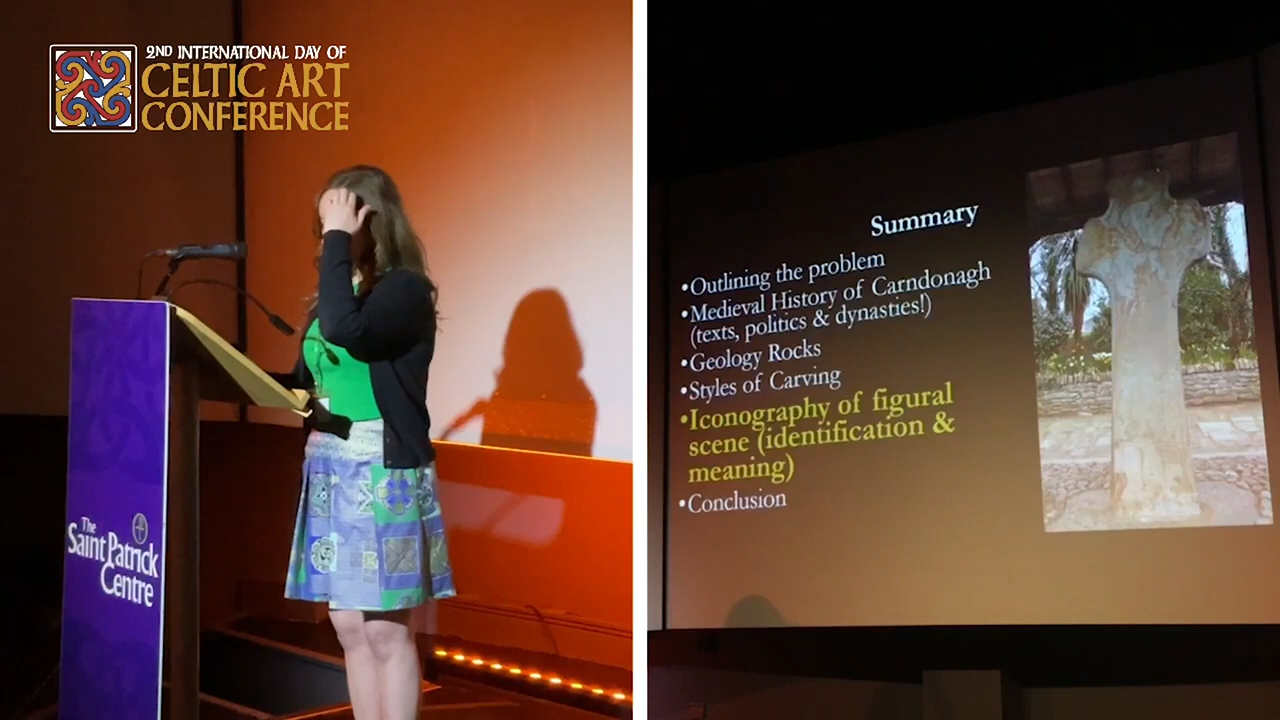 2ND INTERNATIONAL DAY OF
CELTIC ART
CONFERENCE
The
Saint Patrick
Centre
Summary
•Outlining the problem
•Medieval History of Carndonagh
(texts, politics & dynasties!)
•Geology Rocks
•Styles of Carving
•Iconography of figural
scene (identification &
meaning)
•Conclusion